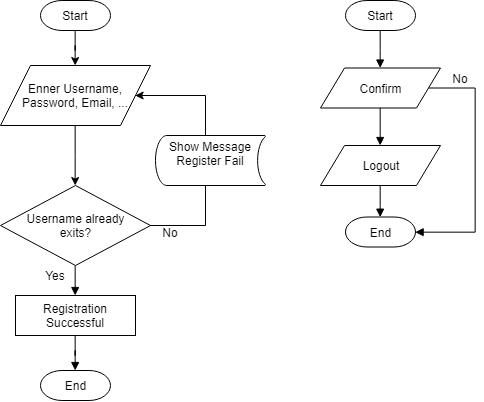 Start
Enner Username,
Password, Email, ...
Show Message
Register Fail
Username already
exits?
No
Yes
Registration
Successful
End
Start
Confirm
No
Logout
End